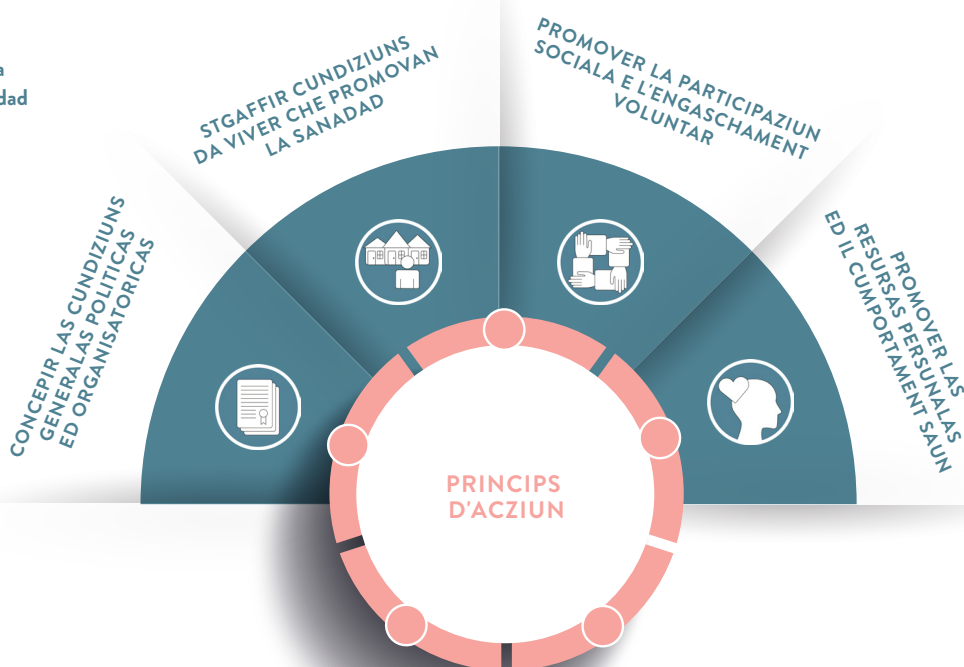 CONCEPIR LAS CUNDIZIUNS
GENERALAS POLITICAS
ED ORGANISATORICAS
STGAFFIR CUNDIZIUNS
DA VIVER CHE PROMOVAN
LA SANADAD
PROMOVER LA PARTICIPAZIUN
SOCIALA E L'ENGASCHAMENT
VOLUNTAR
PROMOVER LAS
RESURSAS PERSUNALAS
ED IL CUMPORTAMENT SAUN
PRINCIPS
D'ACZIUN